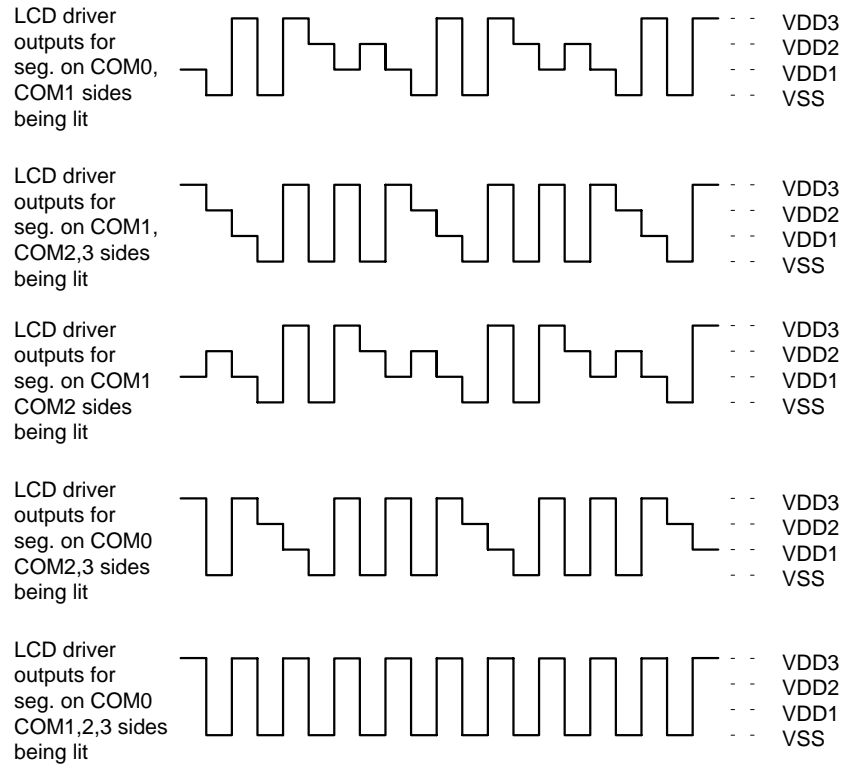 LCD driver
outputs for
seg. on COM0,
COM1 sides
being lit
VDD3
VDD2
VDD1
VSS
LCD driver
outputs for
seg. on COM1,
COM2,3 sides
being lit
VDD3
VDD2
VDD1
VSS
LCD driver
outputs for
seg. on COM1
COM2 sides
being lit
VDD3
VDD2
VDD1
VSS
LCD driver
outputs for
seg. on COM0
COM2,3 sides
being lit
VDD3
VDD2
VDD1
VSS
LCD driver
outputs for
seg. on COM0
COM1,2,3 sides
being lit
VDD3
VDD2
VDD1
VSS